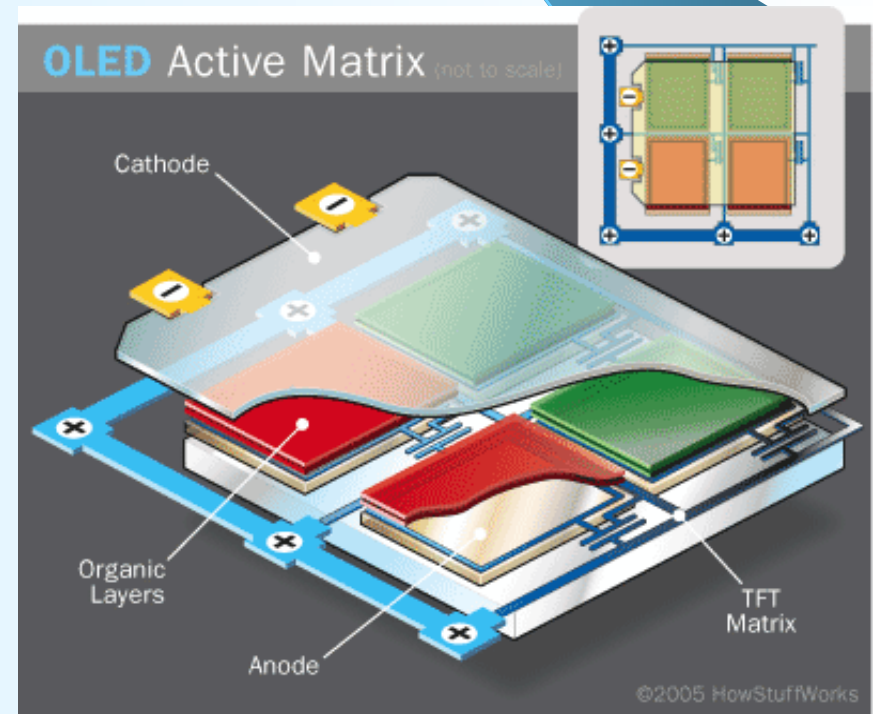 OLED Active Matrix (not to scale)
Cathode
Organic
Layers
Anode
TFT
Matrix
©2005 HowStuffWorks